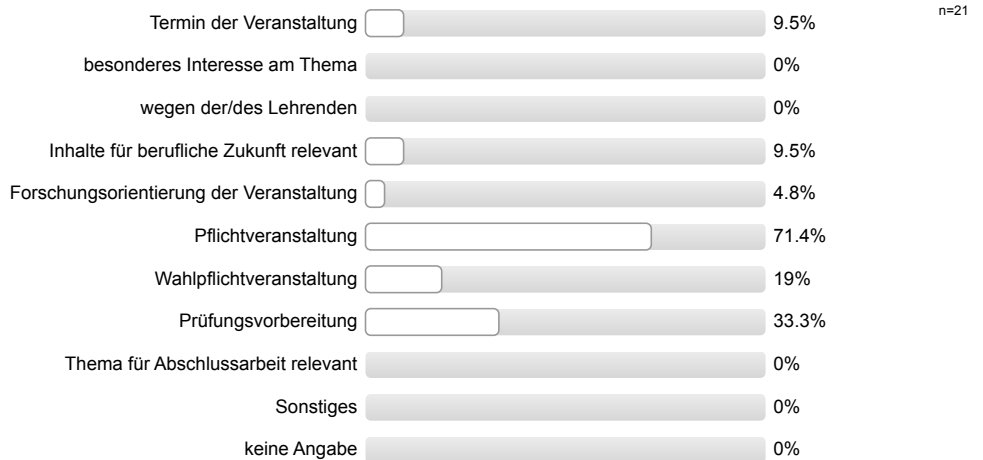 n=21
Termin der Veranstaltung 9.5%
besonderes Interesse am Thema 0%
wegen der/des Lehrenden 0%
Inhalte für berufliche Zukunft relevant 9.5%
Forschungsorientierung der Veranstaltung 4.8%
Pflichtveranstaltung 71.4%
Wahlpflichtveranstaltung 19%
Prüfungsvorbereitung 33.3%
Thema für Abschlussarbeit relevant 0%
Sonstiges 0%
keine Angabe 0%